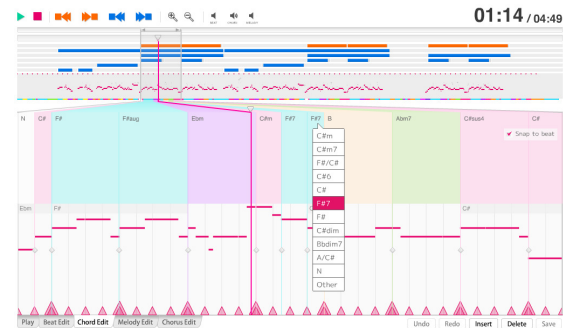 01:14 / 04:49
N C# F# F#aug Ebm C#m F#7 F#7 B Abm7 C#sus4 C#
Snap to beat
C#m
C#m7
F#/C#
C#6
C#
F#7
F#
C#dim
Bbdim7
A/C#
N
Other
Ebm F# C#
Play Beat Edit Chord Edit Melody Edit Chorus Edit Undo Redo Insert Delete Save